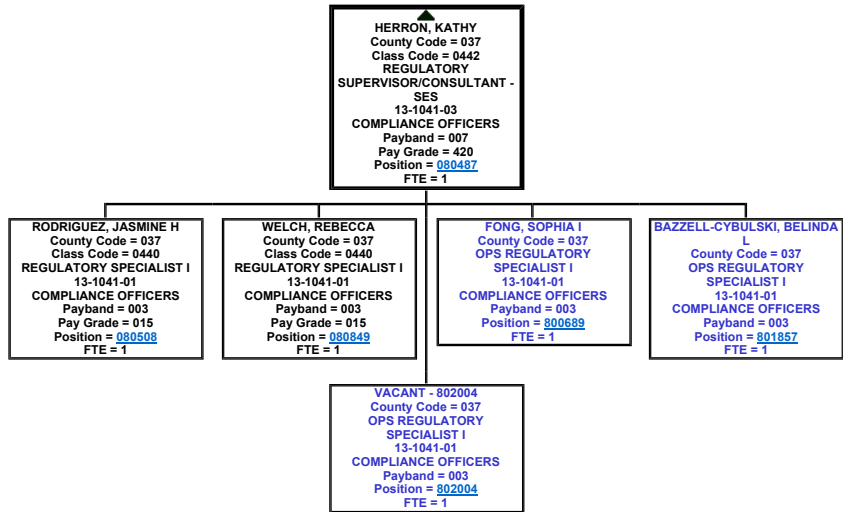 HERRON, KATHY
County Code = 037
Class Code = 0442
REGULATORY
SUPERVISOR/CONSULTANT -
SES
13-1041-03
COMPLIANCE OFFICERS
Payband = 007
Pay Grade = 420
Position = 080487
FTE = 1
RODRIGUEZ, JASMINE H
County Code = 037
Class Code = 0440
REGULATORY SPECIALIST I
13-1041-01
COMPLIANCE OFFICERS
Payband = 003
Pay Grade = 015
Position = 080508
FTE = 1
WELCH, REBECCA
County Code = 037
Class Code = 0440
REGULATORY SPECIALIST I
13-1041-01
COMPLIANCE OFFICERS
Payband = 003
Pay Grade = 015
Position = 080849
FTE = 1
FONG, SOPHIA I
County Code = 037
OPS REGULATORY
SPECIALIST I
13-1041-01
COMPLIANCE OFFICERS
Payband = 003
Position = 800689
FTE = 1
BAZZELL-CYBULSKI, BELINDA
L
County Code = 037
OPS REGULATORY
SPECIALIST I
13-1041-01
COMPLIANCE OFFICERS
Payband = 003
Position = 801857
FTE = 1
VACANT - 802004
County Code = 037
OPS REGULATORY
SPECIALIST I
13-1041-01
COMPLIANCE OFFICERS
Payband = 003
Position = 802004
FTE = 1